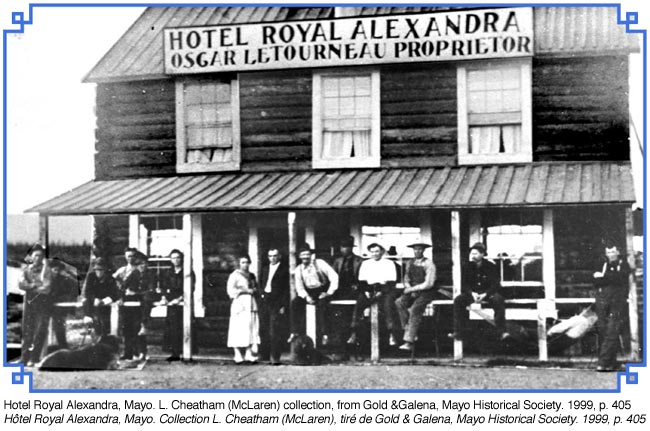 HOTEL ROYAL ALEXANDRA
OSCAR LETOURNEAU PROPRIETOR
Hotel Royal Alexandra, Mayo. L. Cheatham (McLaren) collection, from Gold &Galena, Mayo Historical Society. 1999, p. 405
Hôtel Royal Alexandra, Mayo. Collection L. Cheatham (McLaren), tiré de Gold & Galena, Mayo Historical Society. 1999, p. 405